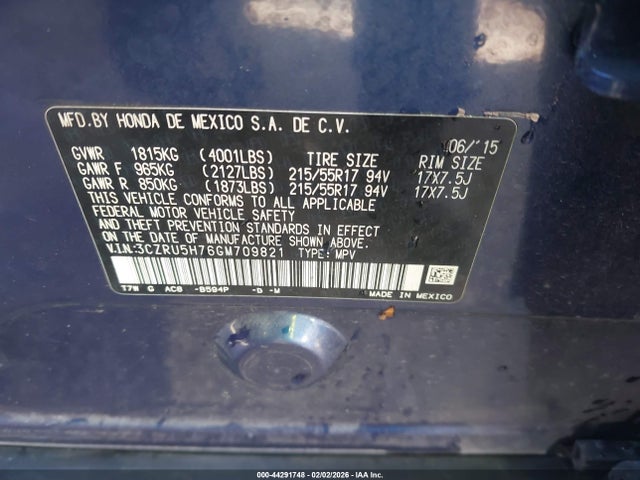 MFD.BY HONDA DE MEXICO S.A. DE C.V.
06/'15
GVWR 1815KG (4001LBS) TIRE SIZE RIM SIZE
GAWR F 965KG (2127LBS) 215/55R17 94V 17X7.5J
GAWR R 850KG (1873LBS) 215/55R17 94V 17X7.5J
THIS VEHICLE CONFORMS TO ALL APPLICABLE
FEDERAL MOTOR VEHICLE SAFETY
AND THEFT PREVENTION STANDARDS IN EFFECT
ON THE DATE OF MANUFACTURE SHOWN ABOVE.
V.I.N.:3CZRU5H76GM709821 TYPE: MPV
T7W G AC8 -B594P -D -M
MADE IN MEXICO
000-44291748 - 02/02/2026 - IAA Inc.